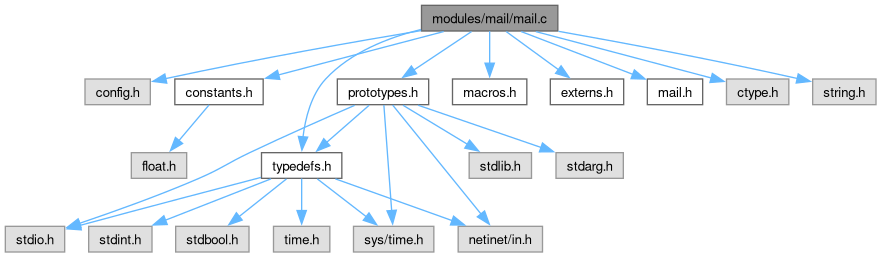 modules/mail/mail.c
config.h
constants.h
prototypes.h
macros.h
externs.h
mail.h
ctype.h
string.h
float.h
typedefs.h
stdlib.h
stdarg.h
stdio.h
stdint.h
stdbool.h
time.h
sys/time.h
netinet/in.h